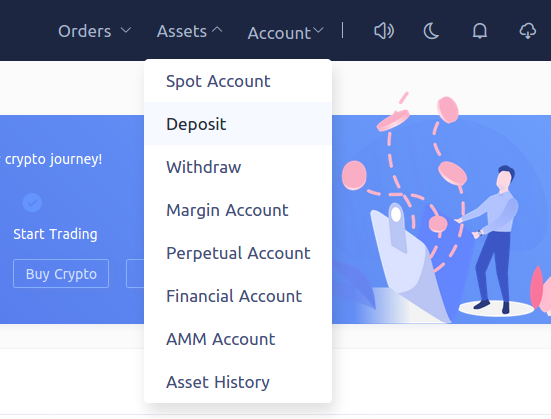 Orders Assets Account
Spot Account
Deposit
crypto journey!
Withdraw
Margin Account
Start Trading
Perpetual Account
Buy Crypto
Financial Account
AMM Account
Asset History